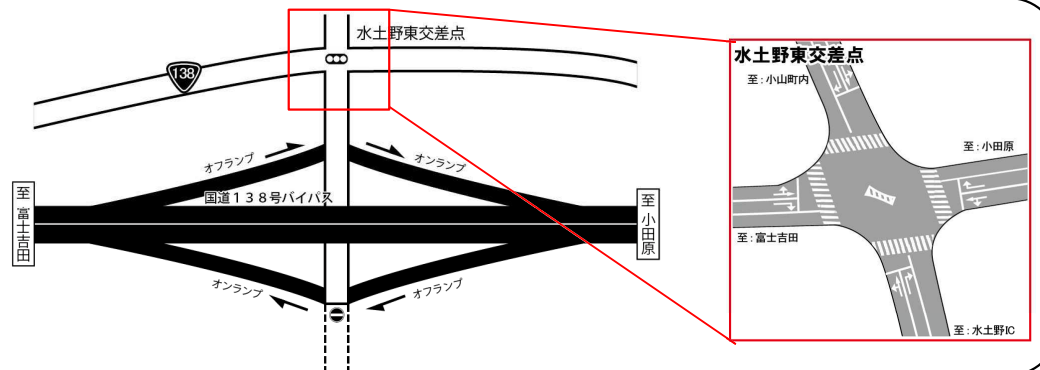 水土野東交差点
138
オフランプ
オンランプ
国道138号バイパス
至 富士吉田
至 小田原
オンランプ
オフランプ
水土野東交差点
至:小山町内
至:小田原
至:富士吉田
至:水土野IC